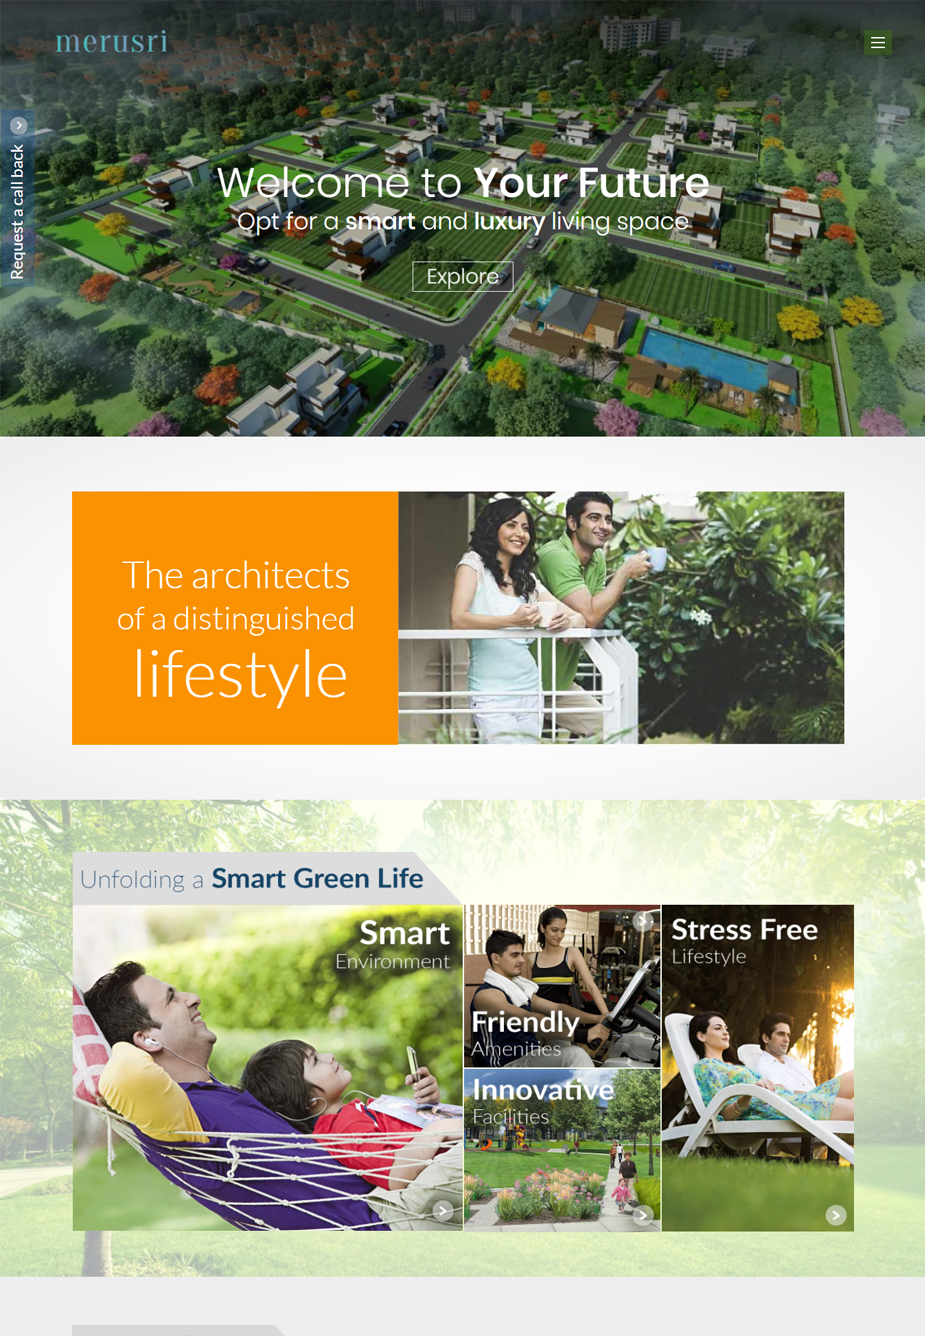 merusri
Request a call back
Welcome to Your Future
Opt for a smart and luxury living space
Explore
The architects
of a distinguished
lifestyle
Unfolding a Smart Green Life
Smart
Environment
Friendly
Amenities
Innovative
Facilities
Stress Free
Lifestyle